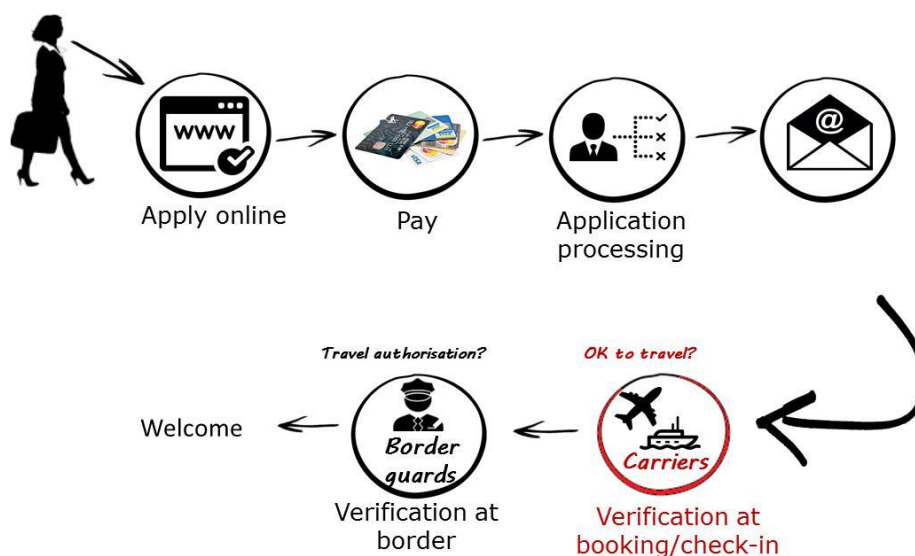 www
Apply online
VISA
Pay
Application
processing
@
Travel authorisation?
OK to travel?
Welcome
Border
guards
Carriers
Verification at
border
Verification at
booking/check-in